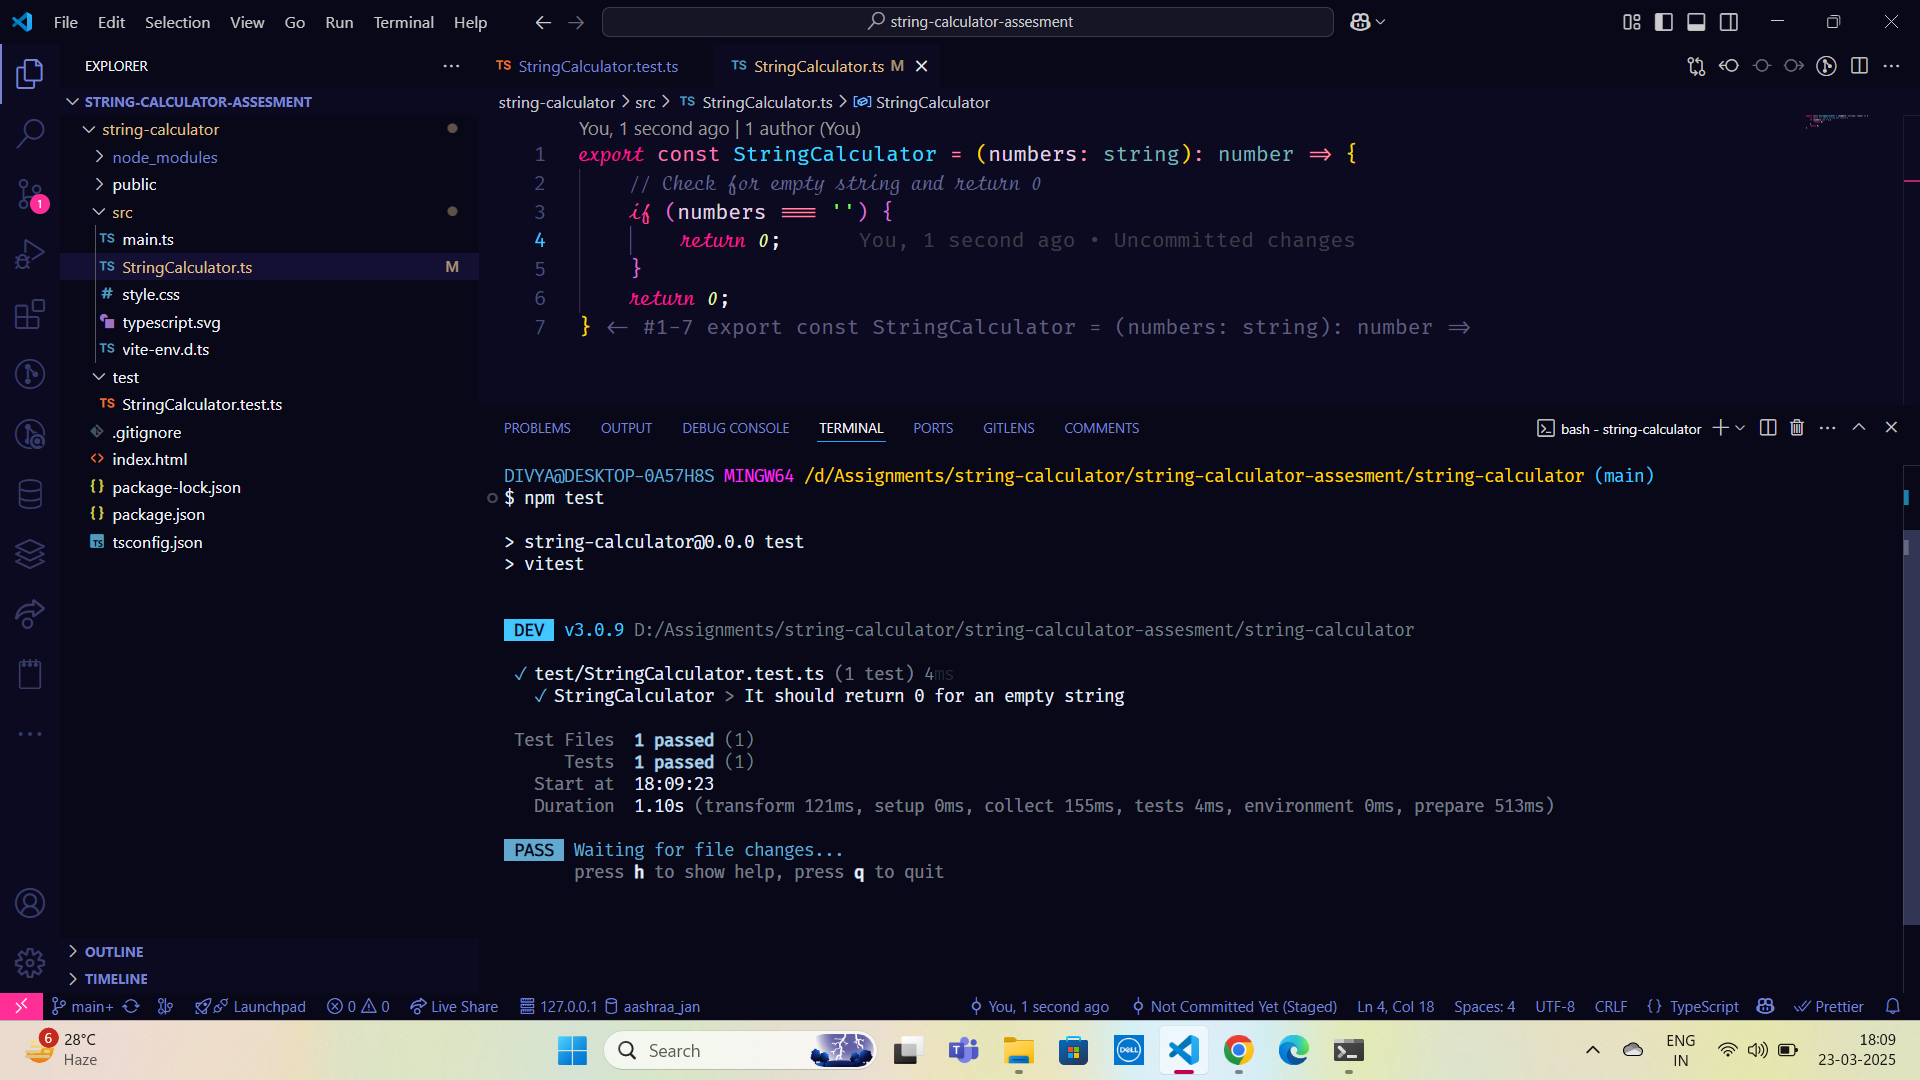 File Edit Selection View Go Run Terminal Help
string-calculator-assesment
EXPLORER
STRING-CALCULATOR-ASSESMENT
string-calculator
node_modules
public
src
TS main.ts
TS StringCalculator.ts M
# style.css
typescript.svg
TS vite-env.d.ts
test
TS StringCalculator.test.ts
.gitignore
<> index.html
{} package-lock.json
{} package.json
TS tsconfig.json
OUTLINE
TIMELINE
1
TS StringCalculator.test.ts
TS StringCalculator.ts M
string-calculator > src > TS StringCalculator.ts > StringCalculator
You, 1 second ago | 1 author (You)
1 export const StringCalculator = (numbers: string): number => {
2 // Check for empty string and return 0
3 if (numbers === '') {
4 return 0; You, 1 second ago • Uncommitted changes
5 }
6 return 0;
7 } <- #1-7 export const StringCalculator = (numbers: string): number =>
PROBLEMS OUTPUT DEBUG CONSOLE TERMINAL PORTS GITLENS COMMENTS
bash - string-calculator
DIVYA@DESKTOP-0A57H8S MINGW64 /d/Assignments/string-calculator/string-calculator-assesment/string-calculator (main)
$ npm test
> string-calculator@0.0.0 test
> vitest
DEV v3.0.9 D:/Assignments/string-calculator/string-calculator-assesment/string-calculator
✓ test/StringCalculator.test.ts (1 test) 4ms
✓ StringCalculator > It should return 0 for an empty string
Test Files 1 passed (1)
Tests 1 passed (1)
Start at 18:09:23
Duration 1.10s (transform 121ms, setup 0ms, collect 155ms, tests 4ms, environment 0ms, prepare 513ms)
PASS Waiting for file changes...
press h to show help, press q to quit
main+ Launchpad 0 0 Live Share 127.0.0.1 aashraa_jan You, 1 second ago Not Committed Yet (Staged) Ln 4, Col 18 Spaces: 4 UTF-8 CRLF {} TypeScript Prettier
6
28°C
Haze
Search
DELL
ENG
IN
18:09
23-03-2025